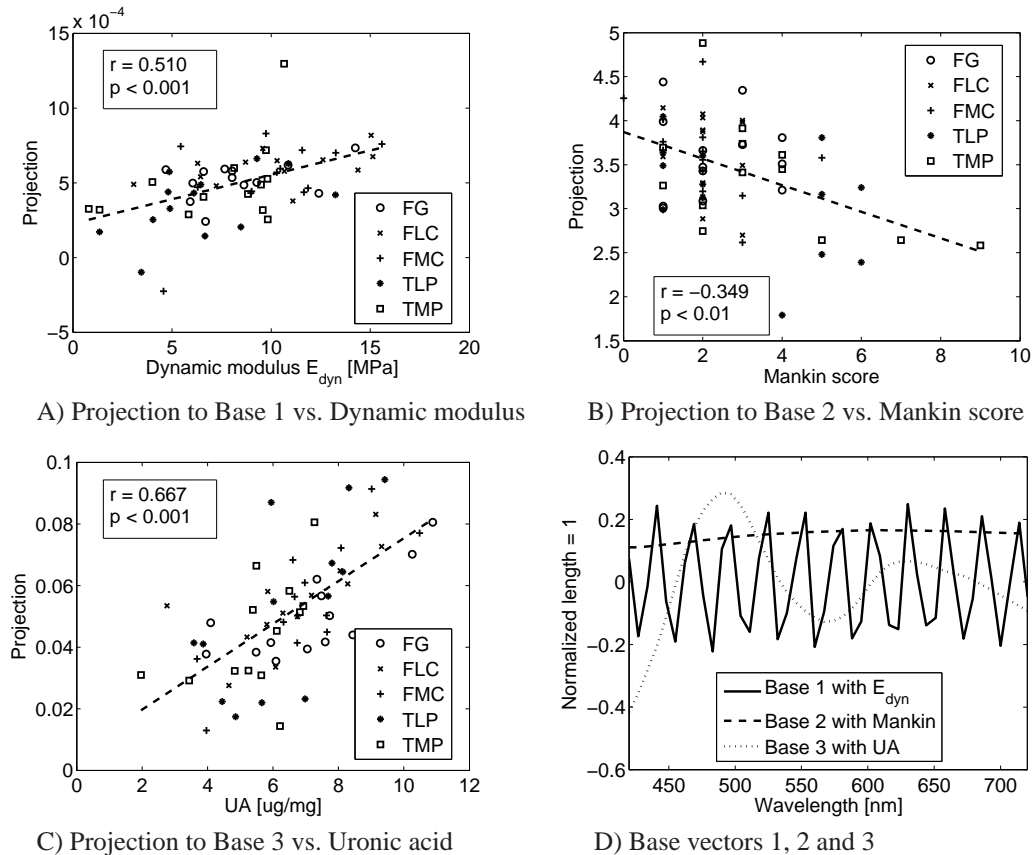 x 10⁻⁴
15
10
5
0
−5
0 5 10 15 20
Projection
Dynamic modulus E_dyn [MPa]
r = 0.510
p < 0.001
FG
FLC
FMC
TLP
TMP
A) Projection to Base 1 vs. Dynamic modulus
5
4.5
4
3.5
3
2.5
2
1.5
0 2 4 6 8 10
Projection
Mankin score
r = −0.349
p < 0.01
FG
FLC
FMC
TLP
TMP
B) Projection to Base 2 vs. Mankin score
0.1
0.08
0.06
0.04
0.02
0
0 2 4 6 8 10 12
Projection
UA [ug/mg]
r = 0.667
p < 0.001
FG
FLC
FMC
TLP
TMP
C) Projection to Base 3 vs. Uronic acid
0.4
0.2
0
−0.2
−0.4
−0.6
450 500 550 600 650 700
Normalized length = 1
Wavelength [nm]
Base 1 with E_dyn
Base 2 with Mankin
Base 3 with UA
D) Base vectors 1, 2 and 3